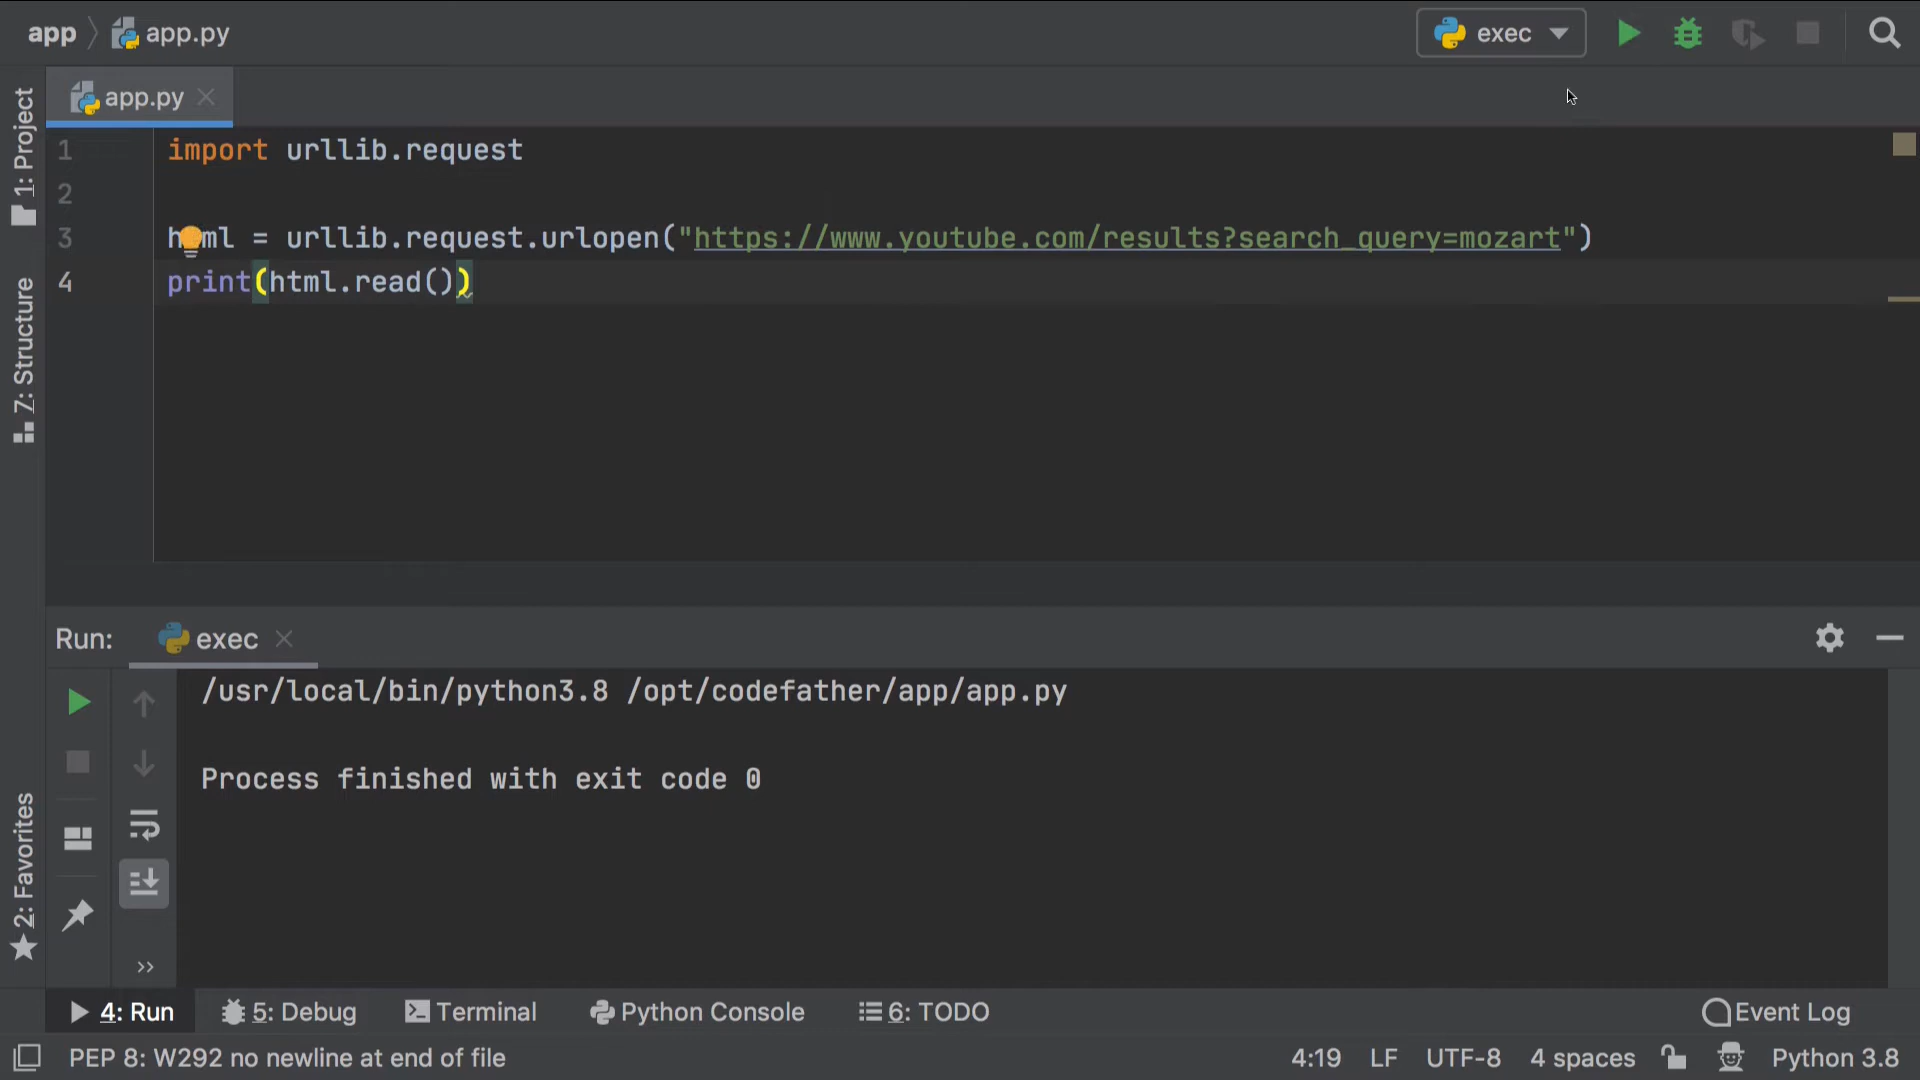 app app.py exec
app.py
1: Project
7: Structure
2: Favorites
1 import urllib.request
2
3 html = urllib.request.urlopen("https://www.youtube.com/results?search_query=mozart")
4 print(html.read())
Run: exec
/usr/local/bin/python3.8 /opt/codefather/app/app.py
Process finished with exit code 0
4: Run 5: Debug Terminal Python Console 6: TODO Event Log
PEP 8: W292 no newline at end of file 4:19 LF UTF-8 4 spaces Python 3.8